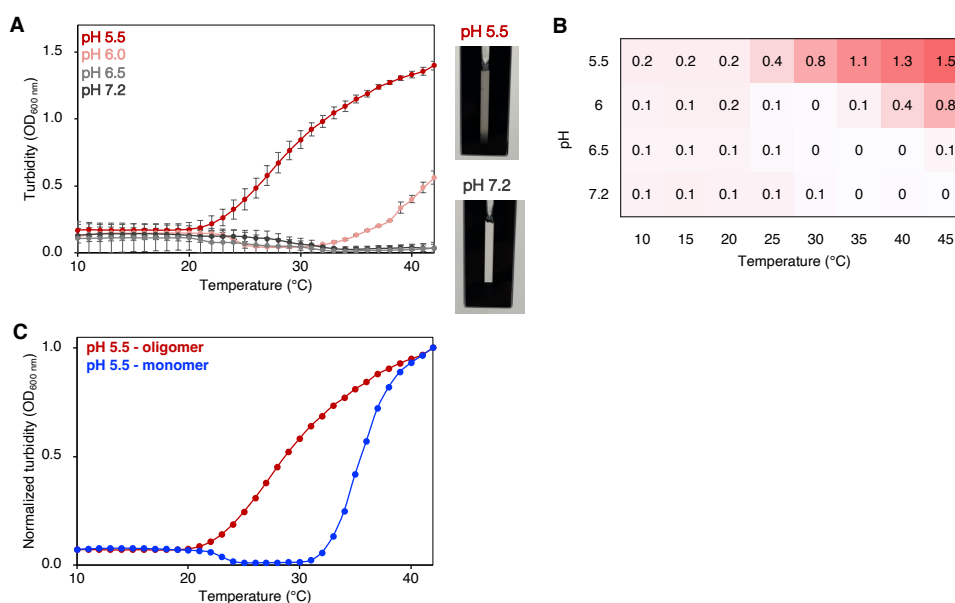 A
pH 5.5
pH 6.0
pH 6.5
pH 7.2
1.5
1.0
0.5
0.0
Turbidity (OD600 nm)
10 20 30 40
Temperature (°C)
pH 5.5
pH 7.2
B
5.5 0.2 0.2 0.2 0.4 0.8 1.1 1.3 1.5
6 0.1 0.1 0.2 0.1 0 0.1 0.4 0.8
6.5 0.1 0.1 0.1 0.1 0 0 0 0.1
7.2 0.1 0.1 0.1 0.1 0.1 0 0 0
pH
10 15 20 25 30 35 40 45
Temperature (°C)
C
pH 5.5 - oligomer
pH 5.5 - monomer
1.0
0.5
0.0
Normalized turbidity (OD600 nm)
10 20 30 40
Temperature (°C)